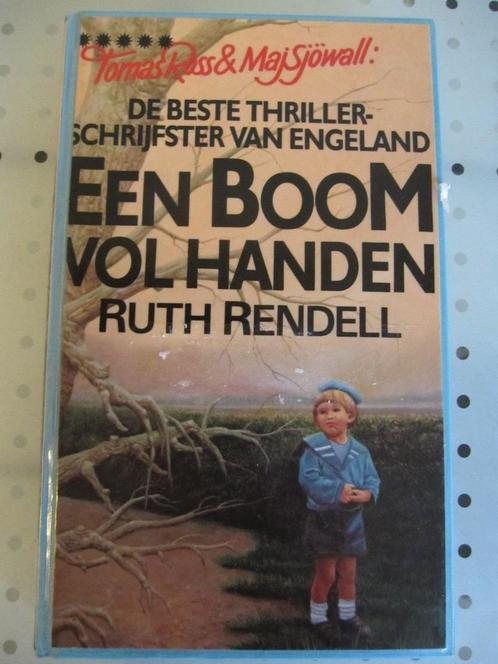 Tomas Ross & Maj Sjöwall:
DE BESTE THRILLER-
SCHRIJFSTER VAN ENGELAND
EEN BOOM
VOL HANDEN
RUTH RENDELL